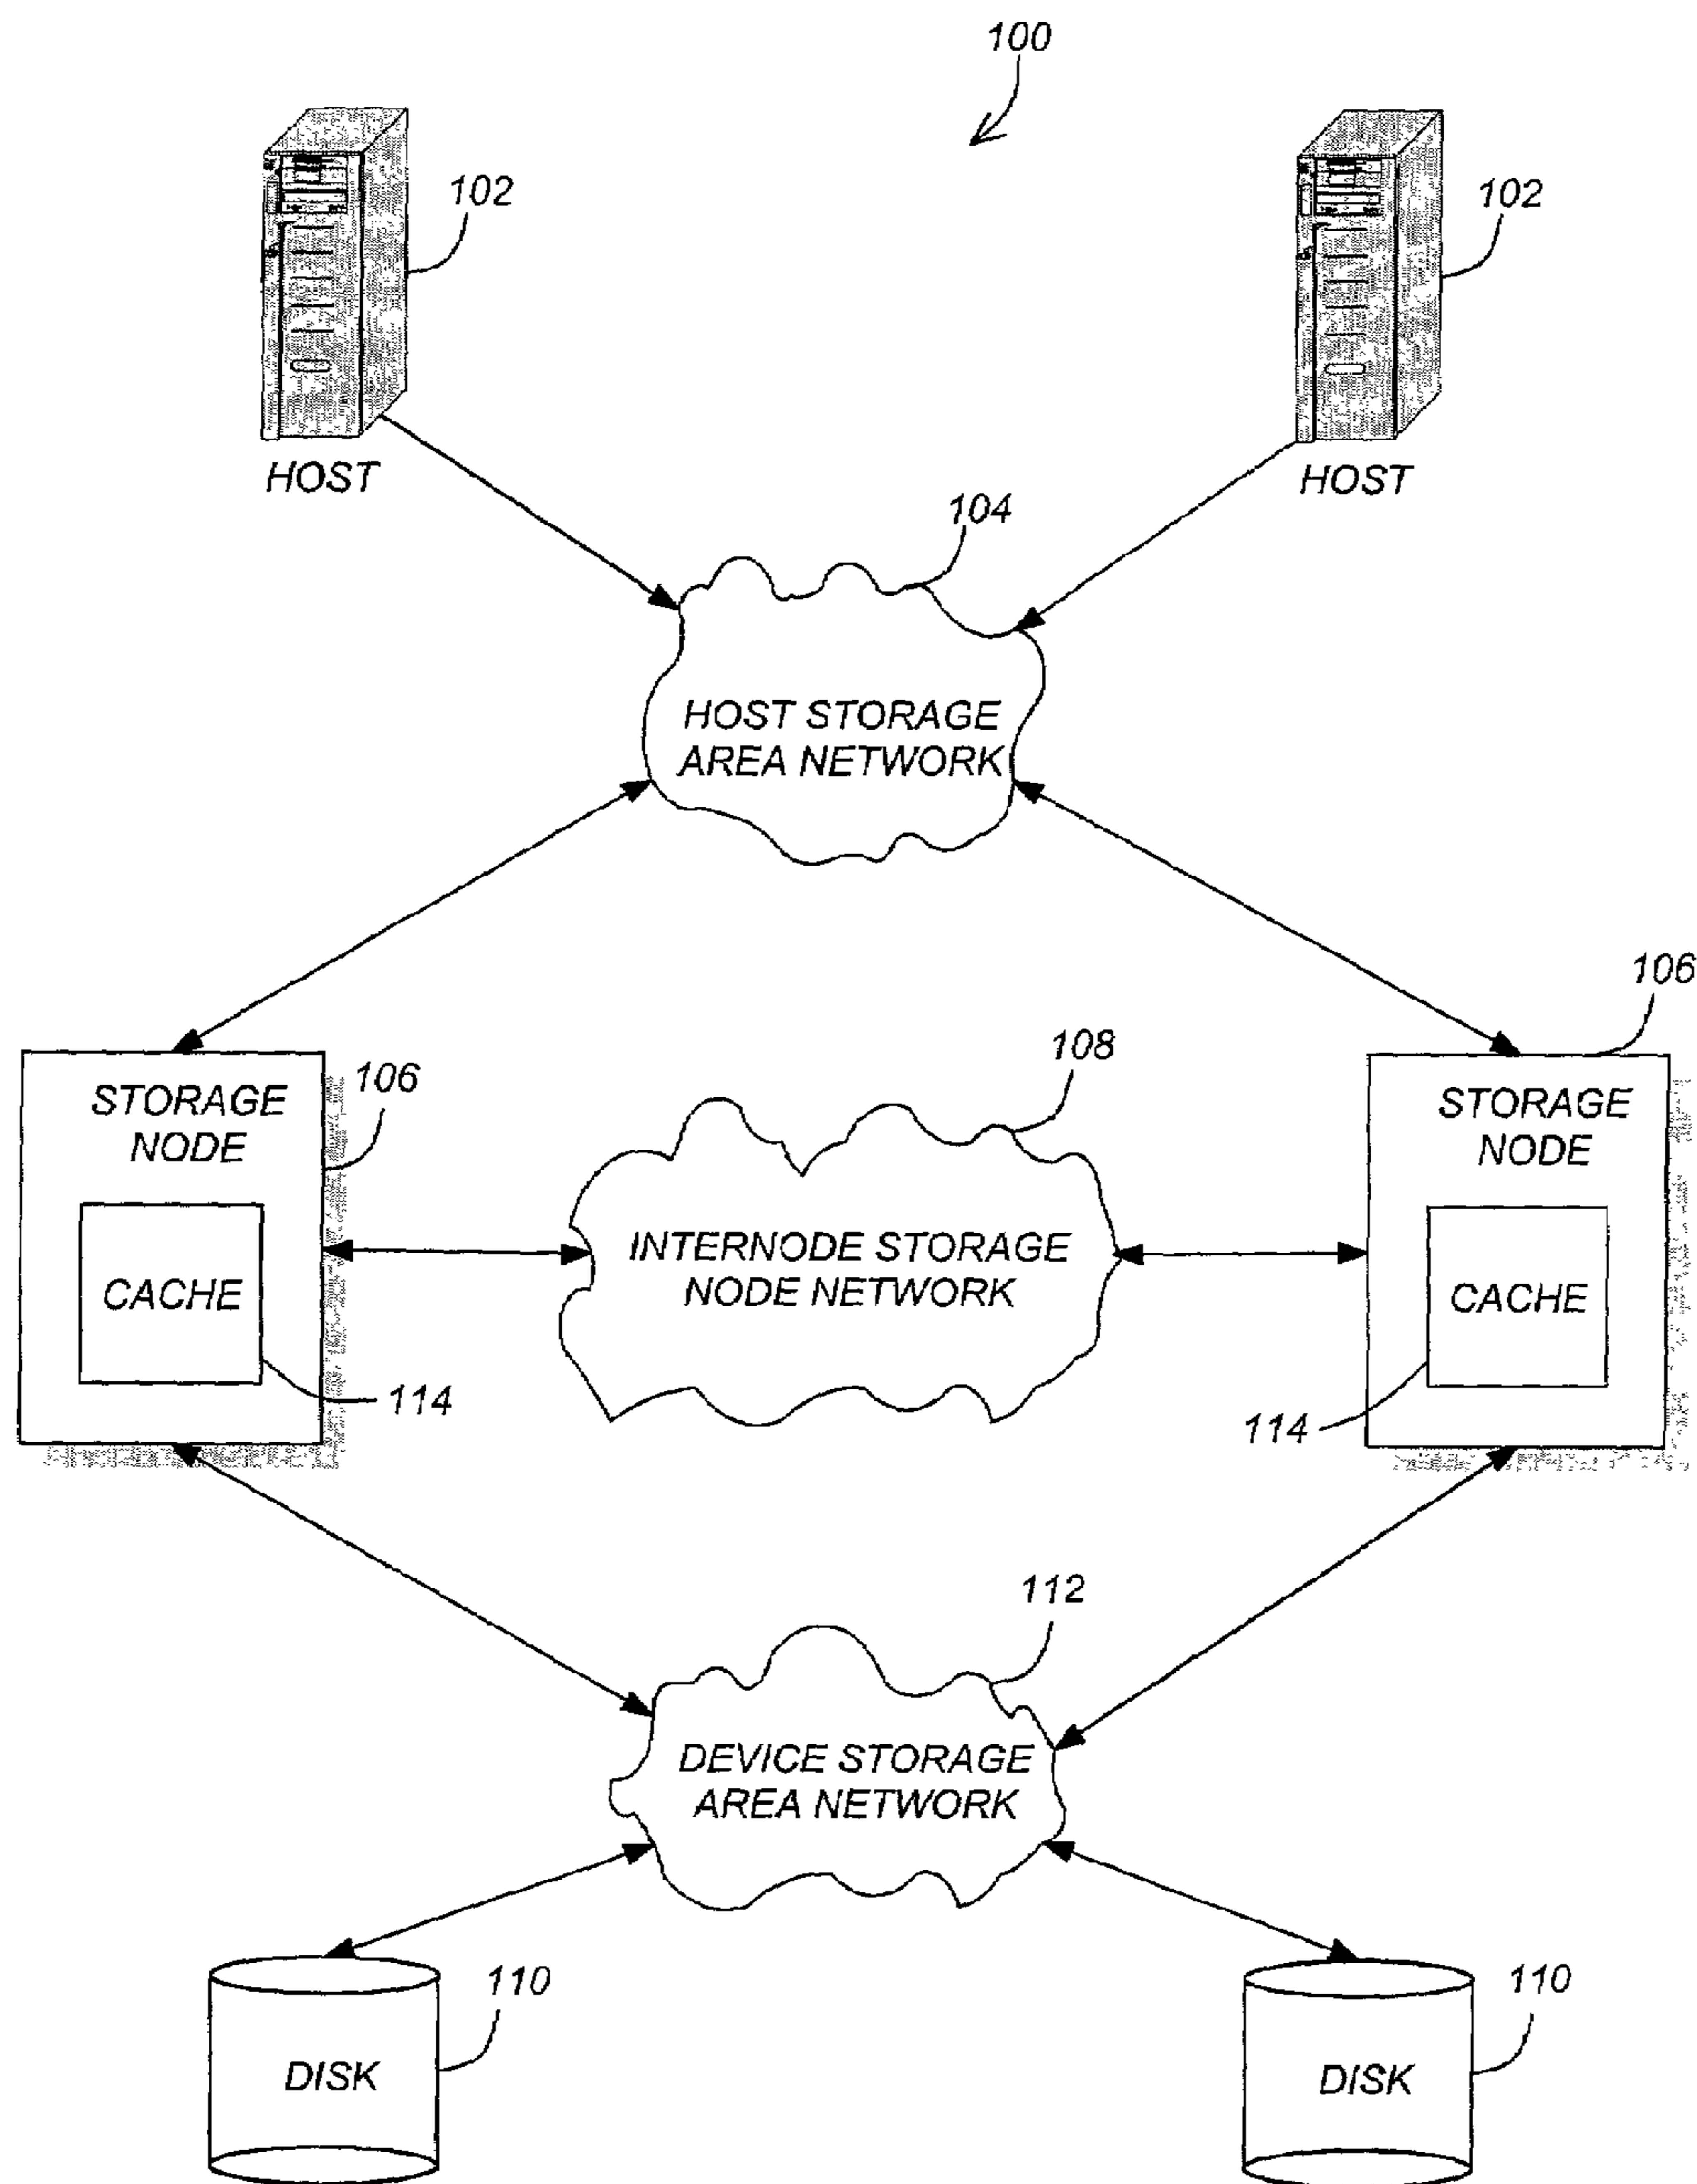 100
102
102
HOST
HOST
104
HOST STORAGE
AREA NETWORK
106
108
106
STORAGE
NODE
STORAGE
NODE
INTERNODE STORAGE
NODE NETWORK
CACHE
CACHE
114
114
112
DEVICE STORAGE
AREA NETWORK
110
110
DISK
DISK